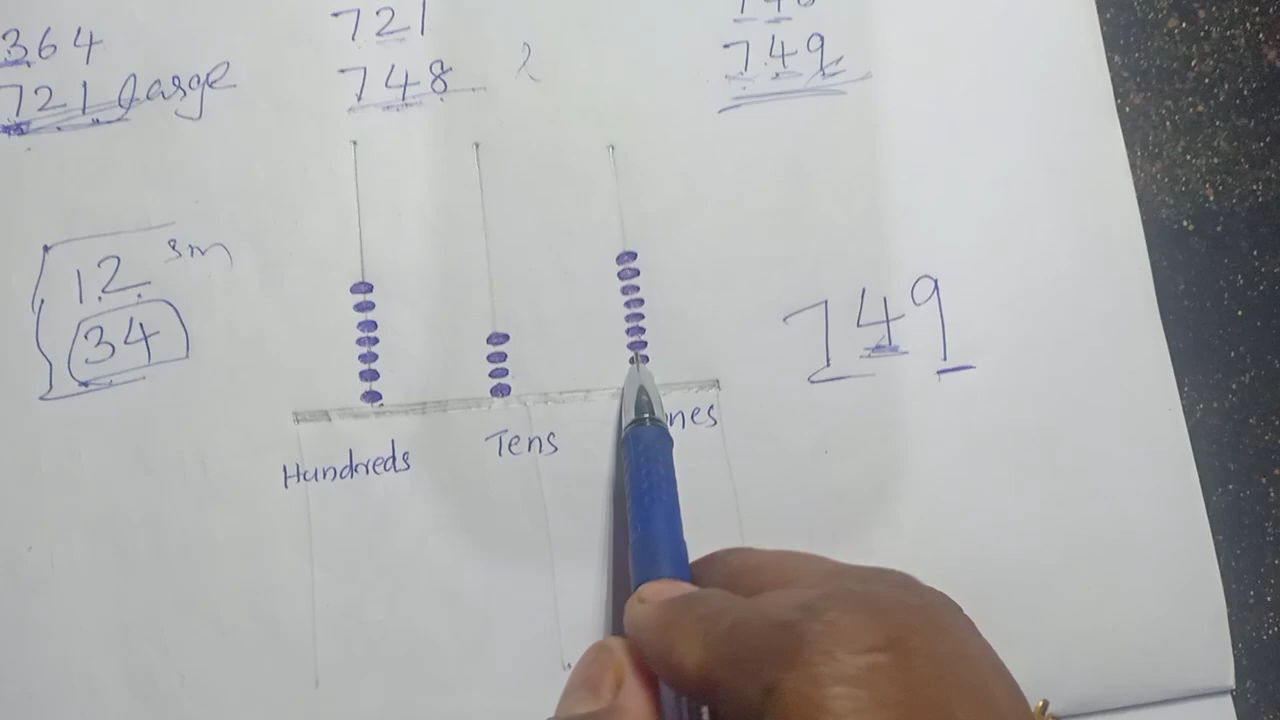 364
721 large
721
748
749
12 sm
34
749
Hundreds
Tens
nes